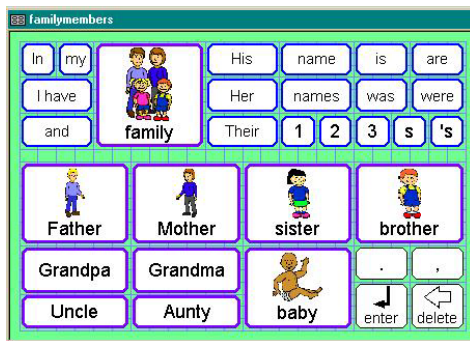 familymembers
In my His name is are
I have Her names was were
and family Their 1 2 3 s 's
Father Mother sister brother
Grandpa Grandma . ,
Uncle Aunty baby enter delete